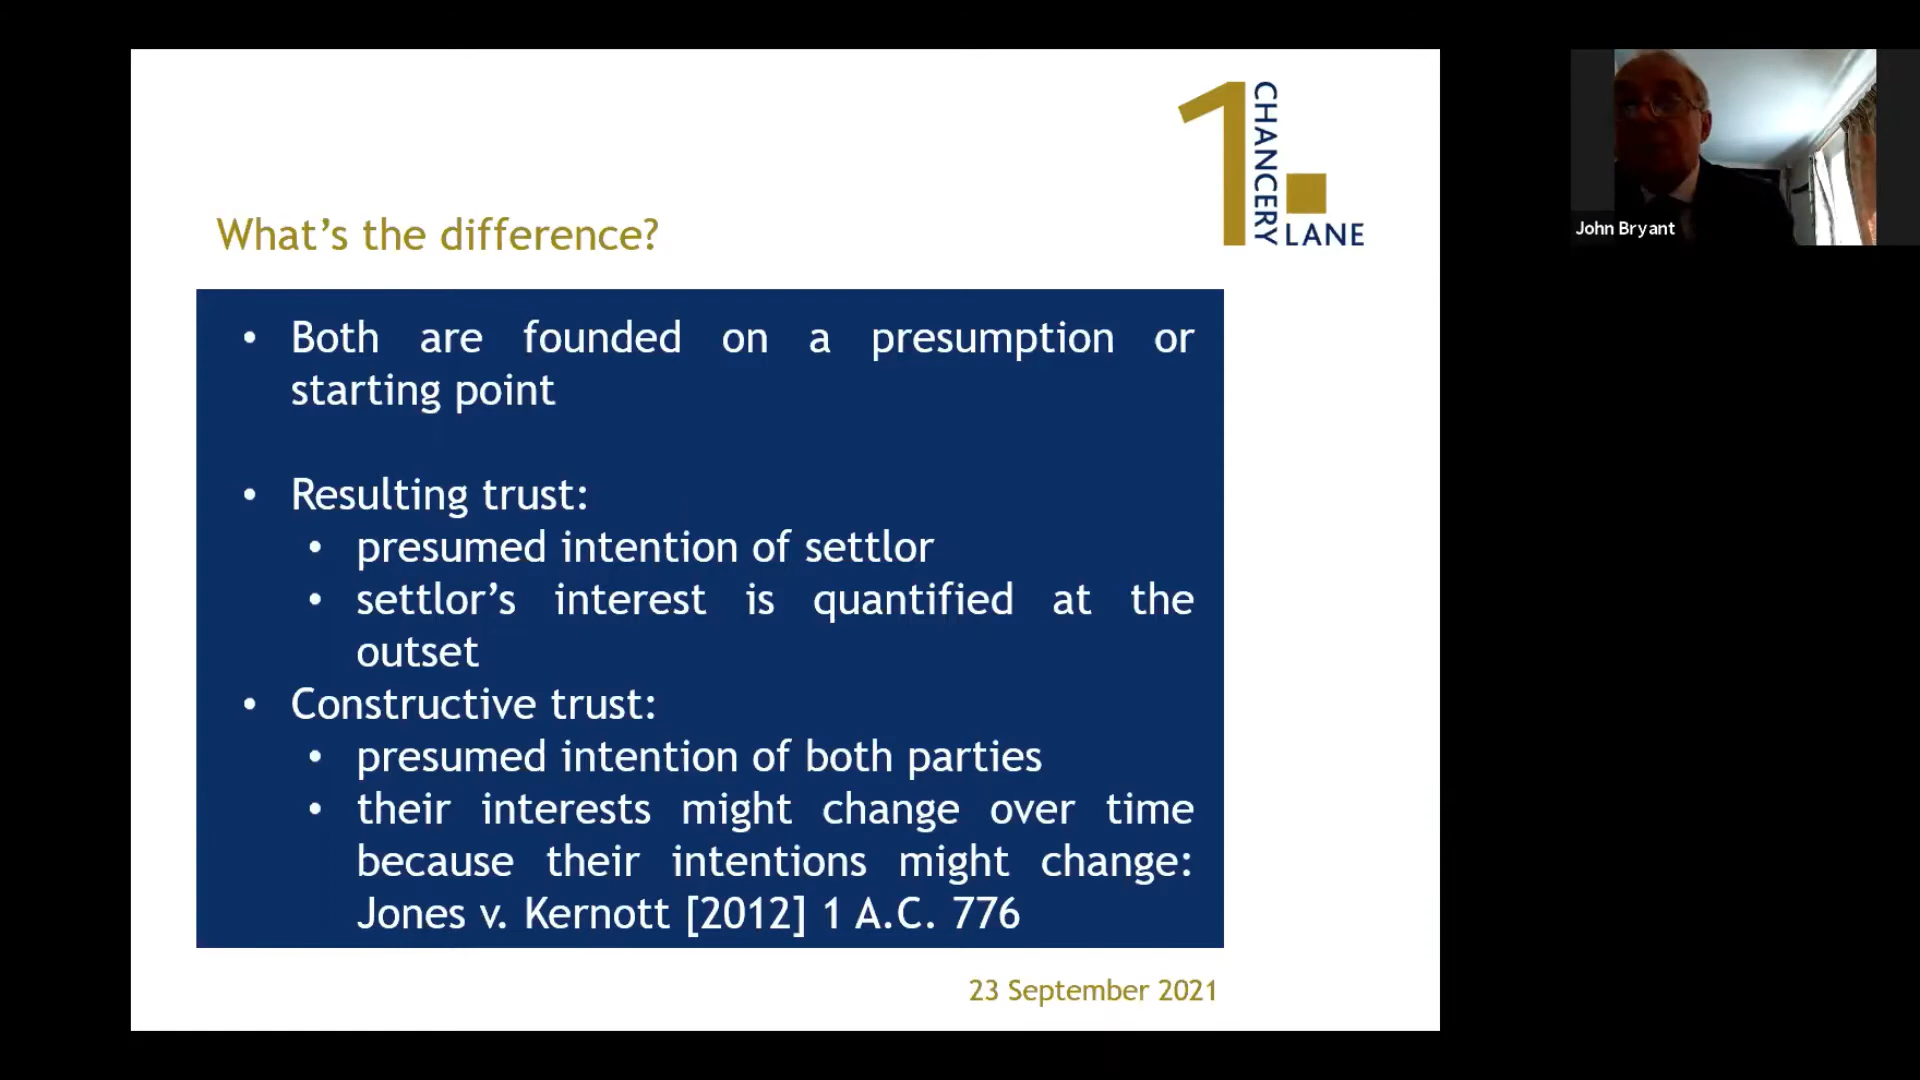 1 CHANCERY LANE
What’s the difference?
• Both are founded on a presumption or
starting point
• Resulting trust:
• presumed intention of settlor
• settlor’s interest is quantified at the
outset
• Constructive trust:
• presumed intention of both parties
• their interests might change over time
because their intentions might change:
Jones v. Kernott [2012] 1 A.C. 776
23 September 2021
John Bryant